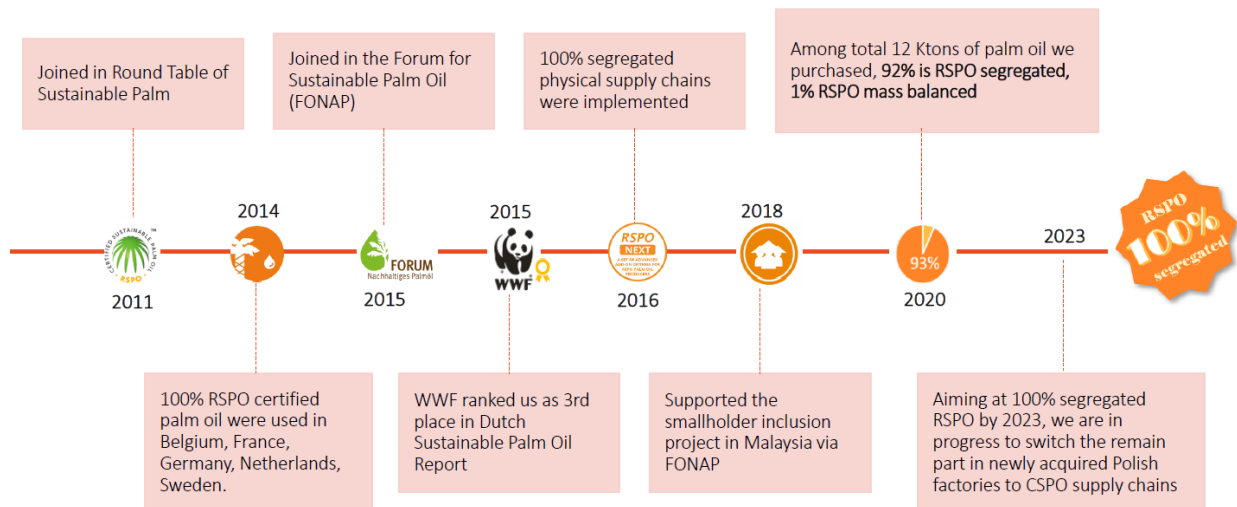 Joined in Round Table of
Sustainable Palm
Joined in the Forum for
Sustainable Palm Oil
(FONAP)
100% segregated
physical supply chains
were implemented
Among total 12 Ktons of palm oil we
purchased, 92% is RSPO segregated,
1% RSPO mass balanced
CERTIFIED SUSTAINABLE PALM OIL
TM
RSPO
2011
2014
FORUM
Nachhaltiges Palmöl
2015
2015
WWF
RSPO
NEXT
2016
2018
93%
2020
2023
RSPO
100%
segregated
100% RSPO certified
palm oil were used in
Belgium, France,
Germany, Netherlands,
Sweden.
WWF ranked us as 3rd
place in Dutch
Sustainable Palm Oil
Report
Supported the
smallholder inclusion
project in Malaysia via
FONAP
Aiming at 100% segregated
RSPO by 2023, we are in
progress to switch the remain
part in newly acquired Polish
factories to CSPO supply chains